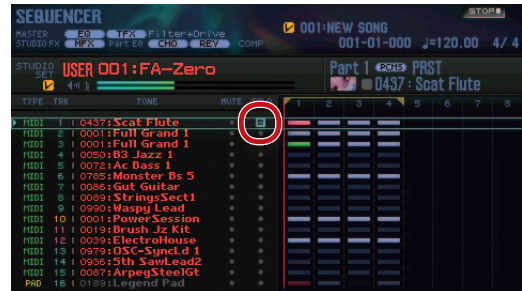 SEQUENCER
STOP
MASTER EQ TFX Filter+Drive
STUDIO FX MFX Part EQ CHO REV COMP
001:NEW SONG
001-01-000 ♩=120.00 4/ 4
STUDIO SET USER 001:FA-Zero
Part 1 PCMS PRST
0437: Scat Flute
TYPE TRK TONE MUTE 1 2 3 4 5 6 7 8
MIDI 1 0437:Scat Flute
MIDI 2 0001:Full Grand 1
MIDI 3 0001:Full Grand 1
MIDI 4 0050:B3 Jazz 1
MIDI 5 0072:Ac Bass 1
MIDI 6 0785:Monster Bs 5
MIDI 7 0086:Gut Guitar
MIDI 8 0089:StringsSect1
MIDI 9 0990:Waspy Lead
MIDI 10 0001:PowerSession
MIDI 11 0019:Brush Jz Kit
MIDI 12 0039:ElectroHouse
MIDI 13 0979:OSC-SyncLd 1
MIDI 14 0936:5th SawLead2
MIDI 15 0087:ArpegSteelGt
PAD 16 0189:Legend Pad